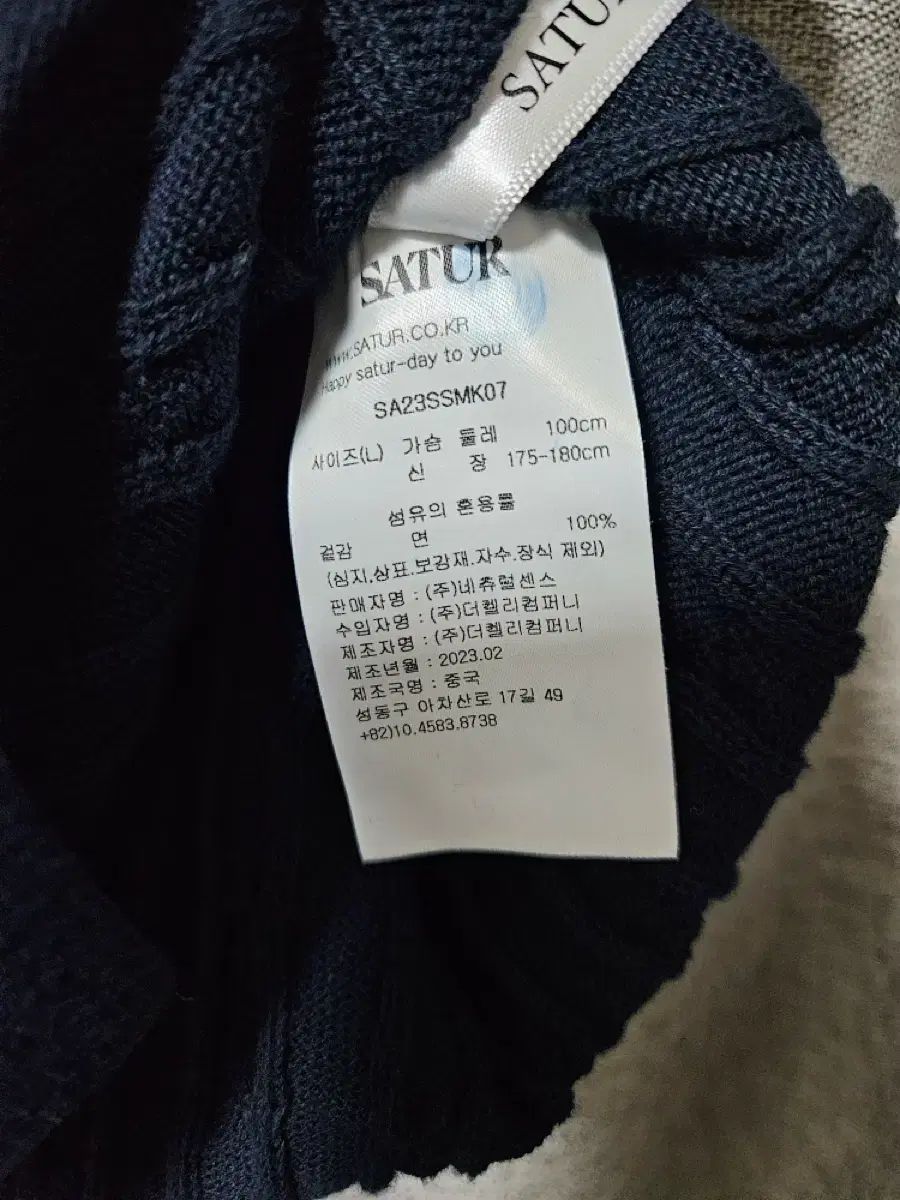 SATU
SATUR
WWW.SATUR.CO.KR
Happy satur-day to you
SA23SSMK07
사이즈(L) 가슴 둘레 100cm
신 장 175-180cm
섬유의 혼용률
겉감 면 100%
(심지.상표.보강재.자수.장식 제외)
판매자명 : (주)네츄럴센스
수입자명 : (주)더켈리컴퍼니
제조자명 : (주)더켈리컴퍼니
제조년월 : 2023.02
제조국명 : 중국
성동구 아차산로 17길 49
+82)10.4583.8738